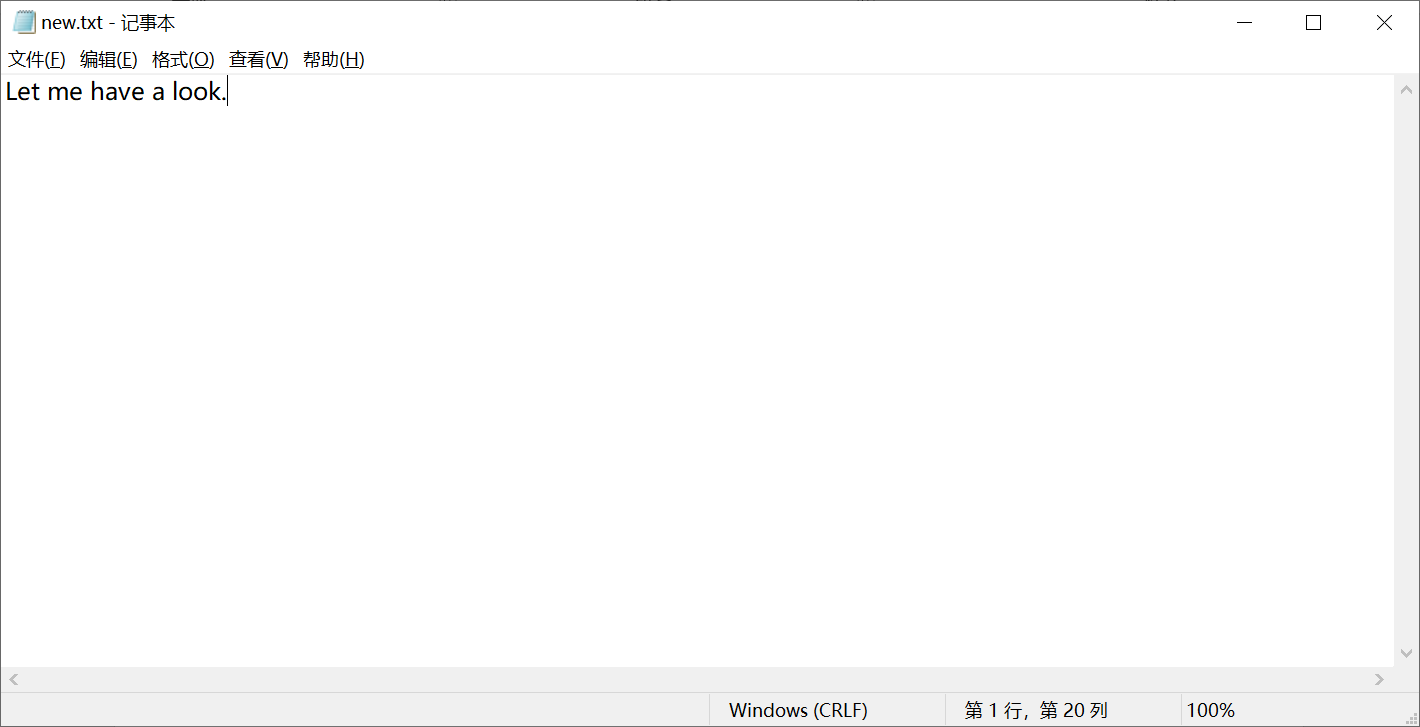 new.txt - 记事本
文件(F) 编辑(E) 格式(O) 查看(V) 帮助(H)
Let me have a look.
Windows (CRLF) 第 1 行，第 20 列 100%